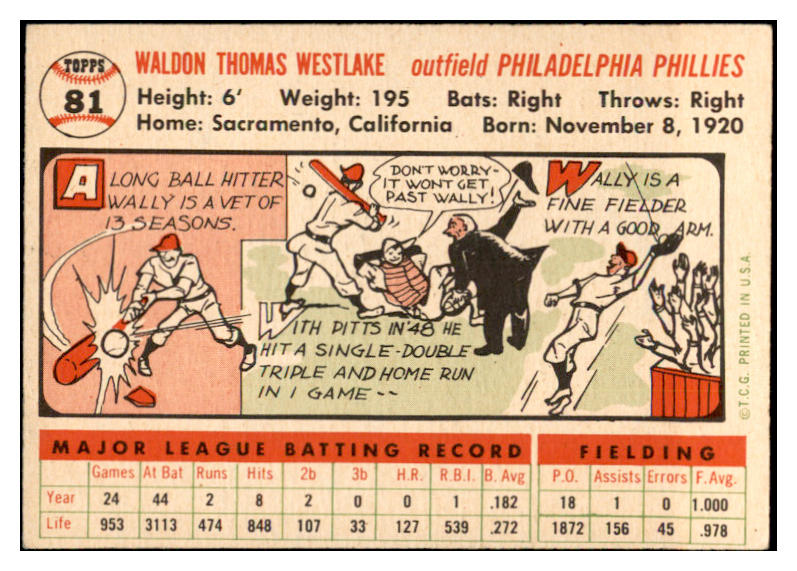 TOPPS
81
WALDON THOMAS WESTLAKE outfield PHILADELPHIA PHILLIES
Height: 6' Weight: 195 Bats: Right Throws: Right
Home: Sacramento, California Born: November 8, 1920
A LONG BALL HITTER
WALLY IS A VET OF
13 SEASONS.
DON'T WORRY-
IT WON'T GET
PAST WALLY!
WITH PITTS IN '48 HE
HIT A SINGLE-DOUBLE
TRIPLE AND HOME RUN
IN 1 GAME--
WALLY IS A
FINE FIELDER
WITH A GOOD ARM.
©T.C.G. PRINTED IN U.S.A.
MAJOR LEAGUE BATTING RECORD FIELDING
Games At Bat Runs Hits 2b 3b H.R. R.B.I. B. Avg P.O. Assists Errors F. Avg.
Year 24 44 2 8 2 0 0 1 .182 18 1 0 1.000
Life 953 3113 474 848 107 33 127 539 .272 1872 156 45 .978